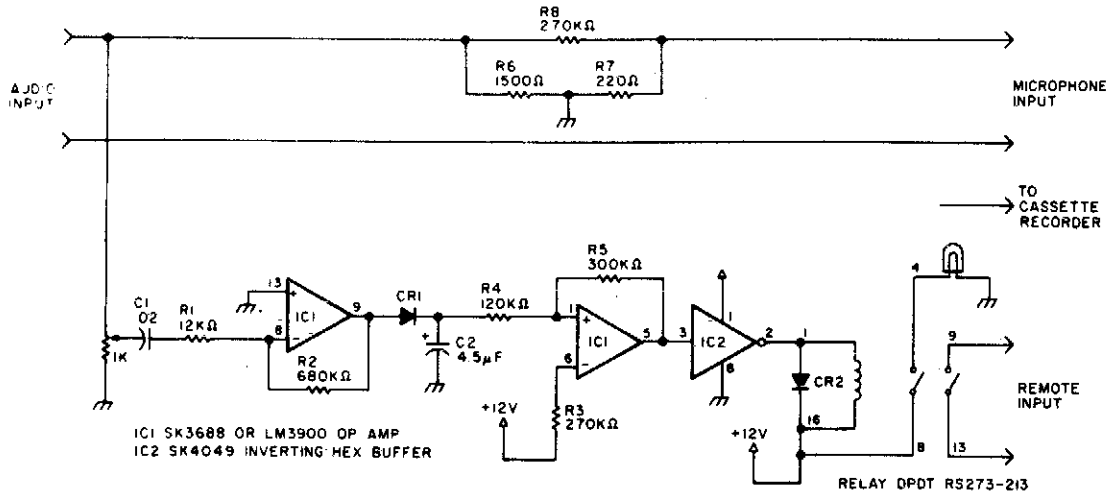 R8
270KΩ
R6
1500Ω
R7
220Ω
AUDIO
INPUT
MICROPHONE
INPUT
TO
CASSETTE
RECORDER
R5
300KΩ
4
13
+
IC1
9
CR1
R4
120KΩ
1
+
IC1
5
3
1
IC2
2
1
9
C1
.02
R1
12KΩ
8
-
1K
R2
680KΩ
+
C2
4.5µF
6
-
8
CR2
16
REMOTE
INPUT
+12V
R3
270KΩ
+12V
8
13
IC1 SK3688 OR LM3900 OP AMP
IC2 SK4049 INVERTING HEX BUFFER
RELAY DPDT RS273-213